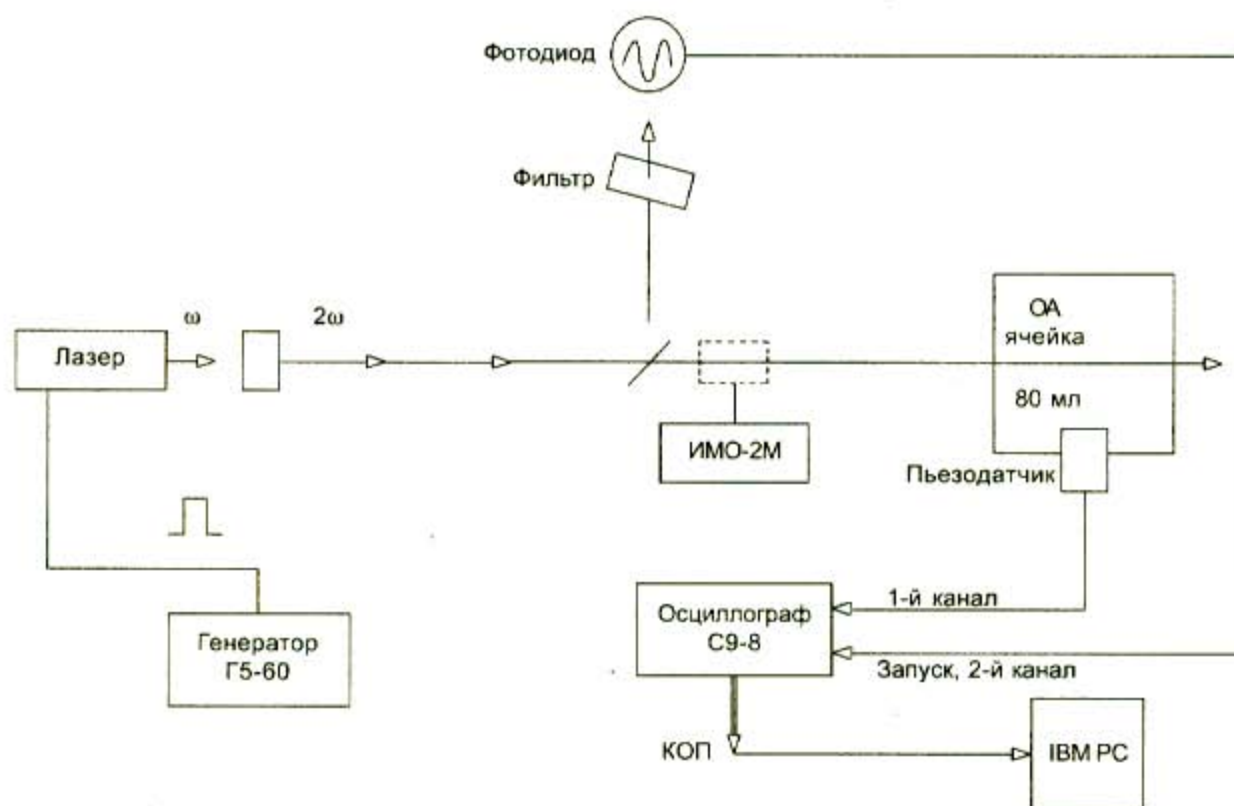 Фотодиод
Фильтр
ω
2ω
Лазер
ОА
ячейка
80 мл
ИМО-2М
Пьезодатчик
1-й канал
Осциллограф
С9-8
Генератор
Г5-60
Запуск, 2-й канал
КОП
IBM PC